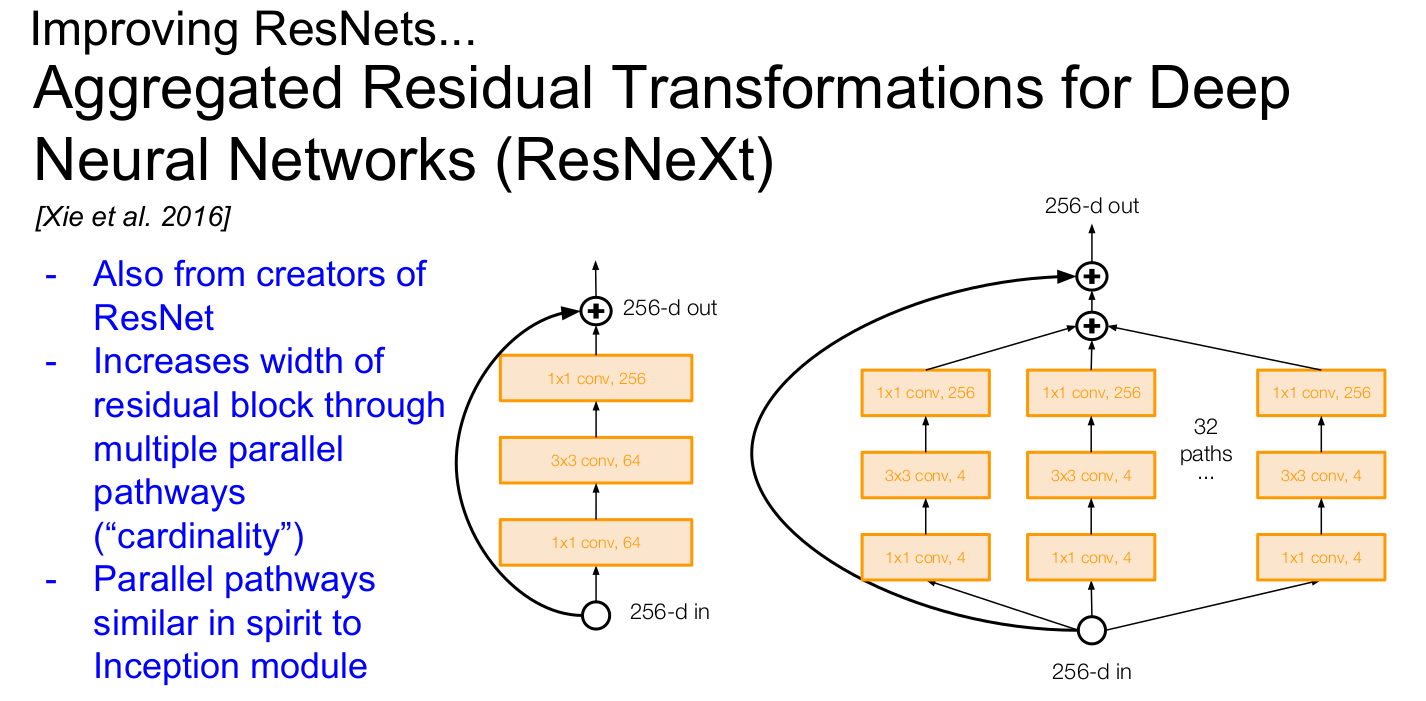 Improving ResNets...
Aggregated Residual Transformations for Deep
Neural Networks (ResNeXt)
[Xie et al. 2016]
- Also from creators of
ResNet
- Increases width of
residual block through
multiple parallel
pathways
(“cardinality”)
- Parallel pathways
similar in spirit to
Inception module
256-d out
1x1 conv, 256
3x3 conv, 64
1x1 conv, 64
256-d in
256-d out
1x1 conv, 256
1x1 conv, 256
1x1 conv, 256
32
paths
...
3x3 conv, 4
3x3 conv, 4
3x3 conv, 4
1x1 conv, 4
1x1 conv, 4
1x1 conv, 4
256-d in